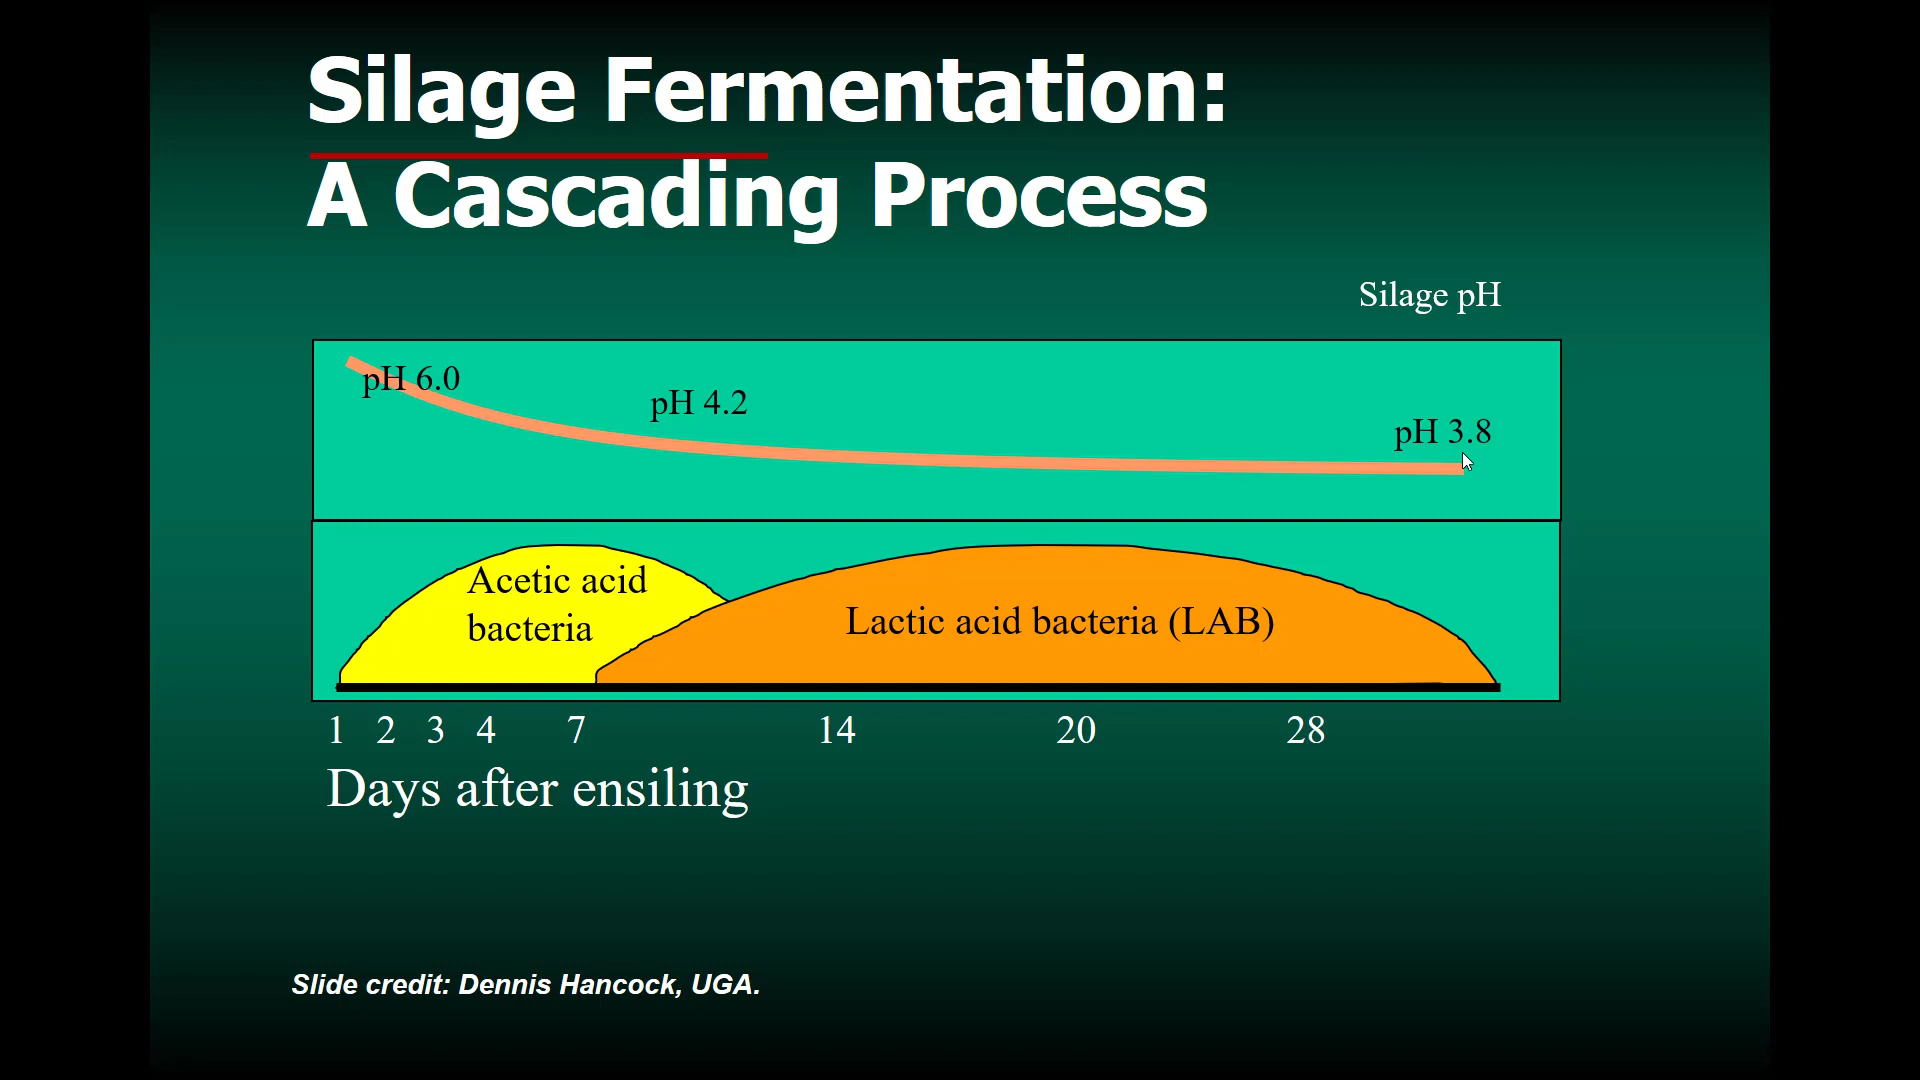 Silage Fermentation:
A Cascading Process
Silage pH
pH 6.0
pH 4.2
pH 3.8
Acetic acid
bacteria
Lactic acid bacteria (LAB)
1 2 3 4 7 14 20 28
Days after ensiling
Slide credit: Dennis Hancock, UGA.